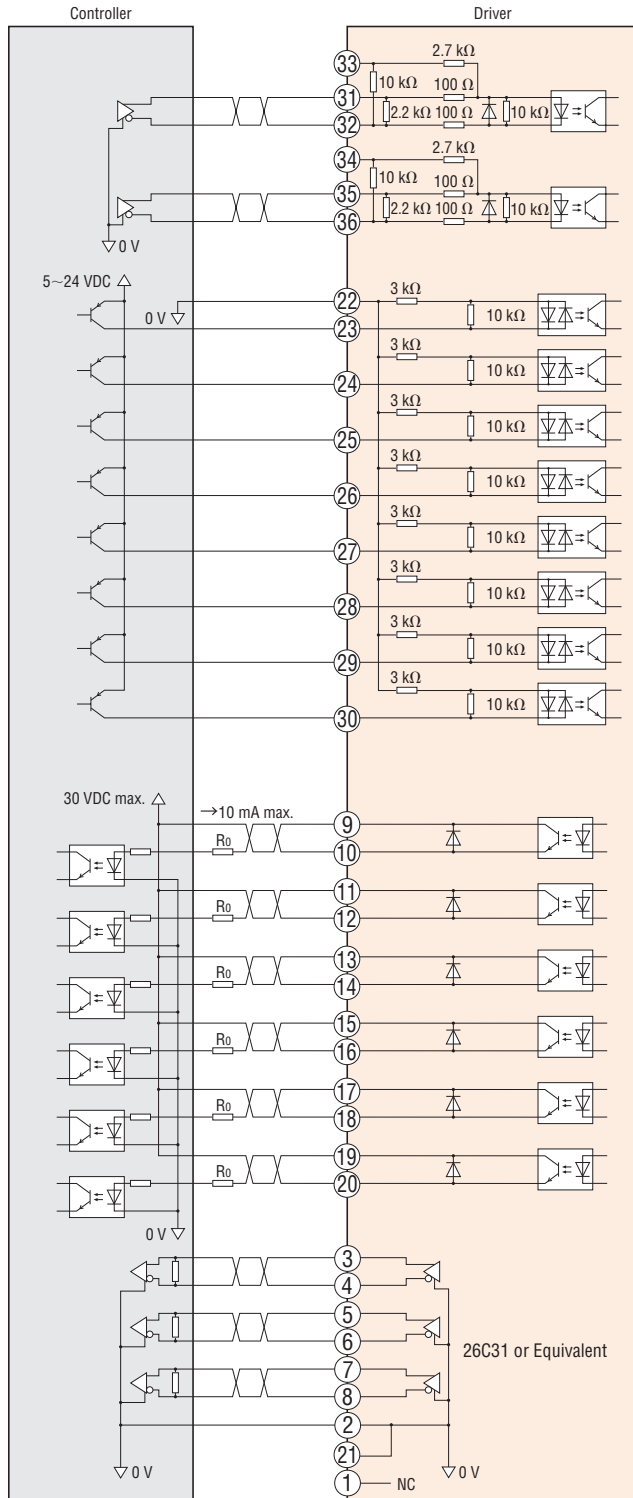 Controller
Driver
33
2.7 kΩ
10 kΩ
31
100 Ω
32
2.2 kΩ
100 Ω
10 kΩ
34
2.7 kΩ
10 kΩ
35
100 Ω
36
2.2 kΩ
100 Ω
10 kΩ
0 V
5~24 VDC
0 V
22
3 kΩ
23
10 kΩ
3 kΩ
24
10 kΩ
3 kΩ
25
10 kΩ
3 kΩ
26
10 kΩ
3 kΩ
27
10 kΩ
3 kΩ
28
10 kΩ
3 kΩ
29
10 kΩ
3 kΩ
30
10 kΩ
30 VDC max.
→10 mA max.
9
R0
10
11
R0
12
13
R0
14
15
R0
16
17
R0
18
19
R0
20
0 V
3
4
5
6
26C31 or Equivalent
7
8
2
21
0 V
0 V
1
NC